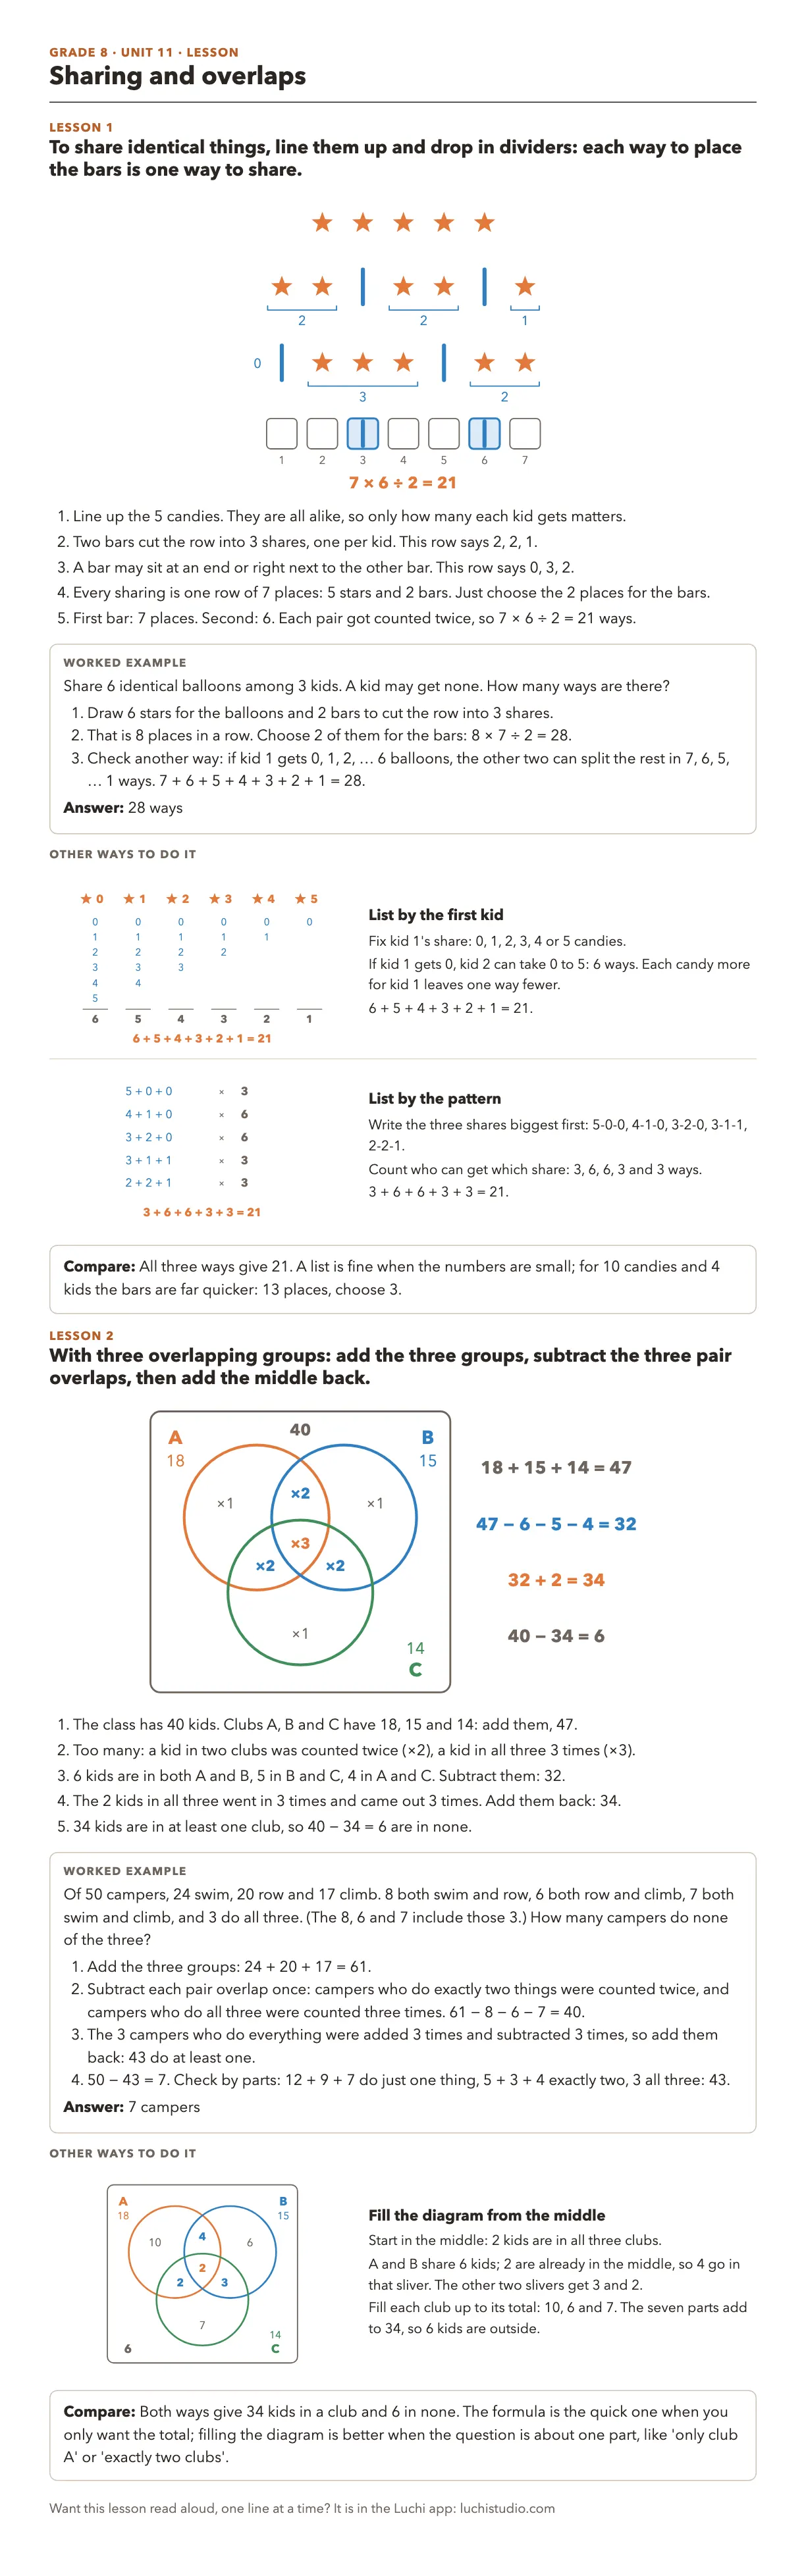 GRADE 8 · UNIT 11 · LESSON
Sharing and overlaps
LESSON 1
To share identical things, line them up and drop in dividers: each way to place
the bars is one way to share.
2 2 1
0
3 2
1 2 3 4 5 6 7
7 × 6 ÷ 2 = 21
1. Line up the 5 candies. They are all alike, so only how many each kid gets matters.
2. Two bars cut the row into 3 shares, one per kid. This row says 2, 2, 1.
3. A bar may sit at an end or right next to the other bar. This row says 0, 3, 2.
4. Every sharing is one row of 7 places: 5 stars and 2 bars. Just choose the 2 places for the bars.
5. First bar: 7 places. Second: 6. Each pair got counted twice, so 7 × 6 ÷ 2 = 21 ways.
WORKED EXAMPLE
Share 6 identical balloons among 3 kids. A kid may get none. How many ways are there?
1. Draw 6 stars for the balloons and 2 bars to cut the row into 3 shares.
2. That is 8 places in a row. Choose 2 of them for the bars: 8 × 7 ÷ 2 = 28.
3. Check another way: if kid 1 gets 0, 1, 2, … 6 balloons, the other two can split the rest in 7, 6, 5,
… 1 ways. 7 + 6 + 5 + 4 + 3 + 2 + 1 = 28.
Answer: 28 ways
OTHER WAYS TO DO IT
★ 0 ★ 1 ★ 2 ★ 3 ★ 4 ★ 5
0 0 0 0 0 0
1 1 1 1 1
2 2 2 2
3 3 3
4 4
5
6 5 4 3 2 1
6 + 5 + 4 + 3 + 2 + 1 = 21
List by the first kid
Fix kid 1's share: 0, 1, 2, 3, 4 or 5 candies.
If kid 1 gets 0, kid 2 can take 0 to 5: 6 ways. Each candy more
for kid 1 leaves one way fewer.
6 + 5 + 4 + 3 + 2 + 1 = 21.
5 + 0 + 0 × 3
4 + 1 + 0 × 6
3 + 2 + 0 × 6
3 + 1 + 1 × 3
2 + 2 + 1 × 3
3 + 6 + 6 + 3 + 3 = 21
List by the pattern
Write the three shares biggest first: 5-0-0, 4-1-0, 3-2-0, 3-1-1,
2-2-1.
Count who can get which share: 3, 6, 6, 3 and 3 ways.
3 + 6 + 6 + 3 + 3 = 21.
Compare: All three ways give 21. A list is fine when the numbers are small; for 10 candies and 4
kids the bars are far quicker: 13 places, choose 3.
LESSON 2
With three overlapping groups: add the three groups, subtract the three pair
overlaps, then add the middle back.
40
A B
18 15
×2
×1 ×1
×3
×2 ×2
×1
14
C
18 + 15 + 14 = 47
47 − 6 − 5 − 4 = 32
32 + 2 = 34
40 − 34 = 6
1. The class has 40 kids. Clubs A, B and C have 18, 15 and 14: add them, 47.
2. Too many: a kid in two clubs was counted twice (×2), a kid in all three 3 times (×3).
3. 6 kids are in both A and B, 5 in B and C, 4 in A and C. Subtract them: 32.
4. The 2 kids in all three went in 3 times and came out 3 times. Add them back: 34.
5. 34 kids are in at least one club, so 40 − 34 = 6 are in none.
WORKED EXAMPLE
Of 50 campers, 24 swim, 20 row and 17 climb. 8 both swim and row, 6 both row and climb, 7 both
swim and climb, and 3 do all three. (The 8, 6 and 7 include those 3.) How many campers do none
of the three?
1. Add the three groups: 24 + 20 + 17 = 61.
2. Subtract each pair overlap once: campers who do exactly two things were counted twice, and
campers who do all three were counted three times. 61 − 8 − 6 − 7 = 40.
3. The 3 campers who do everything were added 3 times and subtracted 3 times, so add them
back: 43 do at least one.
4. 50 − 43 = 7. Check by parts: 12 + 9 + 7 do just one thing, 5 + 3 + 4 exactly two, 3 all three: 43.
Answer: 7 campers
OTHER WAYS TO DO IT
A B
18 15
4
10 6
2
2 3
7
14
6 C
Fill the diagram from the middle
Start in the middle: 2 kids are in all three clubs.
A and B share 6 kids; 2 are already in the middle, so 4 go in
that sliver. The other two slivers get 3 and 2.
Fill each club up to its total: 10, 6 and 7. The seven parts add
to 34, so 6 kids are outside.
Compare: Both ways give 34 kids in a club and 6 in none. The formula is the quick one when you
only want the total; filling the diagram is better when the question is about one part, like 'only club
A' or 'exactly two clubs'.
Want this lesson read aloud, one line at a time? It is in the Luchi app: luchistudio.com